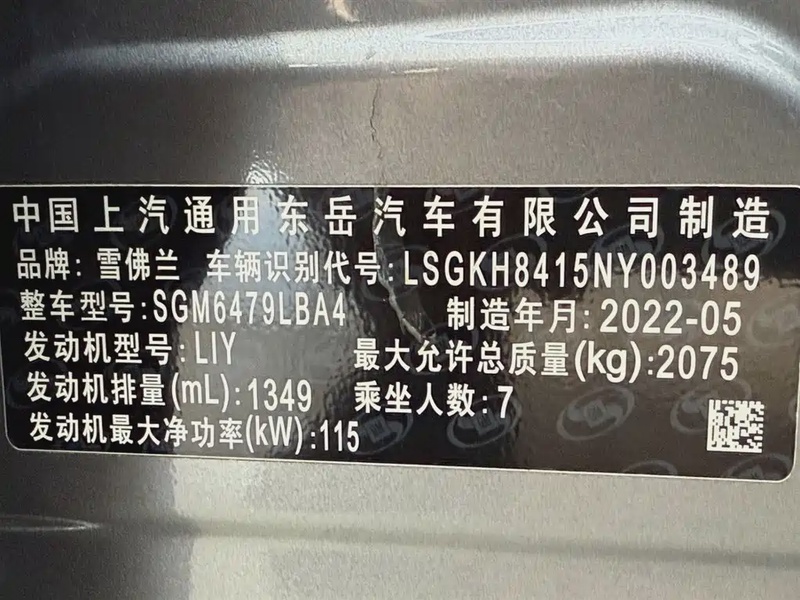 中国上汽通用东岳汽车有限公司制造
品牌: 雪佛兰 车辆识别代号:LSGKH8415NY003489
整车型号:SGM6479LBA4 制造年月:2022-05
发动机型号:LIY 最大允许总质量(kg):2075
发动机排量(mL):1349 乘坐人数:7
发动机最大净功率(kW):115